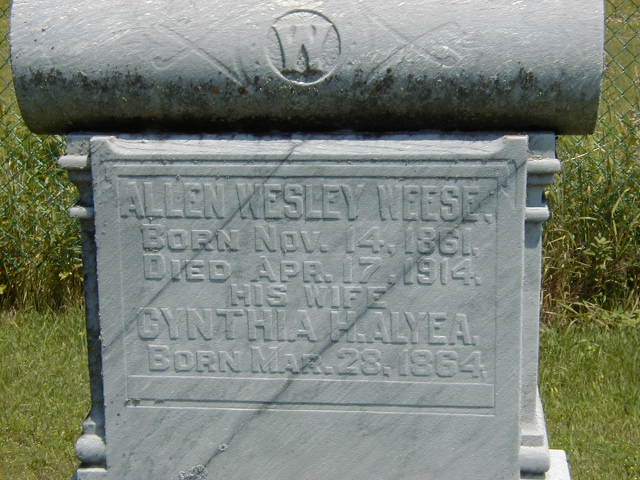 W
ALLEN WESLEY WEESE.
BORN NOV. 14, 1861.
DIED APR. 17, 1914.
HIS WIFE
CYNTHIA H. ALYEA.
BORN MAR. 28, 1864.